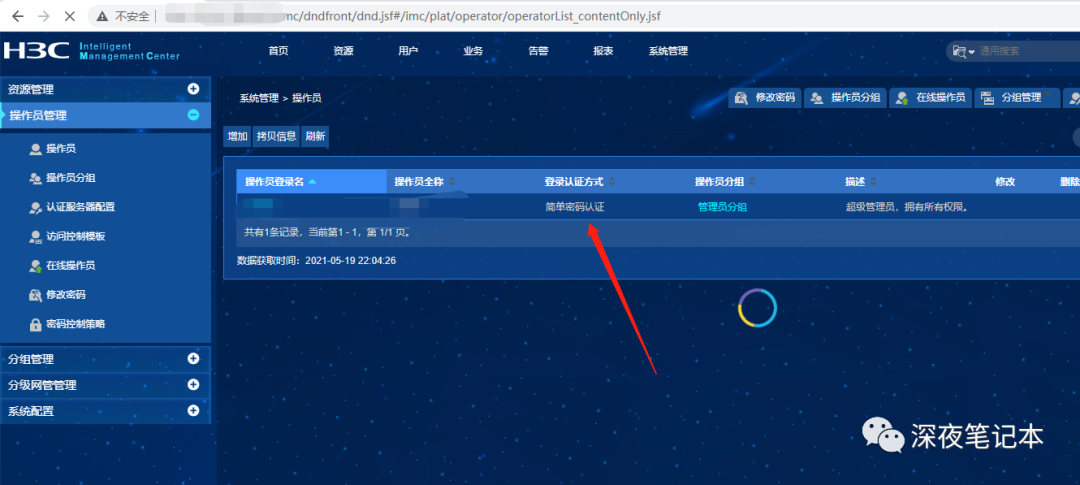 不安全
mc/dndfront/dnd.jsf#/imc/plat/operator/operatorList_contentOnly.jsf
H3C Intelligent
Management Center
首页 资源 用户 业务 告警 报表 系统管理
通用搜索
资源管理
操作员管理
操作员
操作员分组
认证服务器配置
访问控制模板
在线操作员
修改密码
密码控制策略
分组管理
分级网管管理
系统配置
系统管理 > 操作员
修改密码 操作员分组 在线操作员 分组管理
增加 拷贝信息 刷新
操作员登录名 操作员全称 登录认证方式 操作员分组 描述 修改 删除
简单密码认证 管理员分组 超级管理员，拥有所有权限。
共有1条记录，当前第1 - 1，第 1/1 页。
数据获取时间：2021-05-19 22:04:26
深夜笔记本